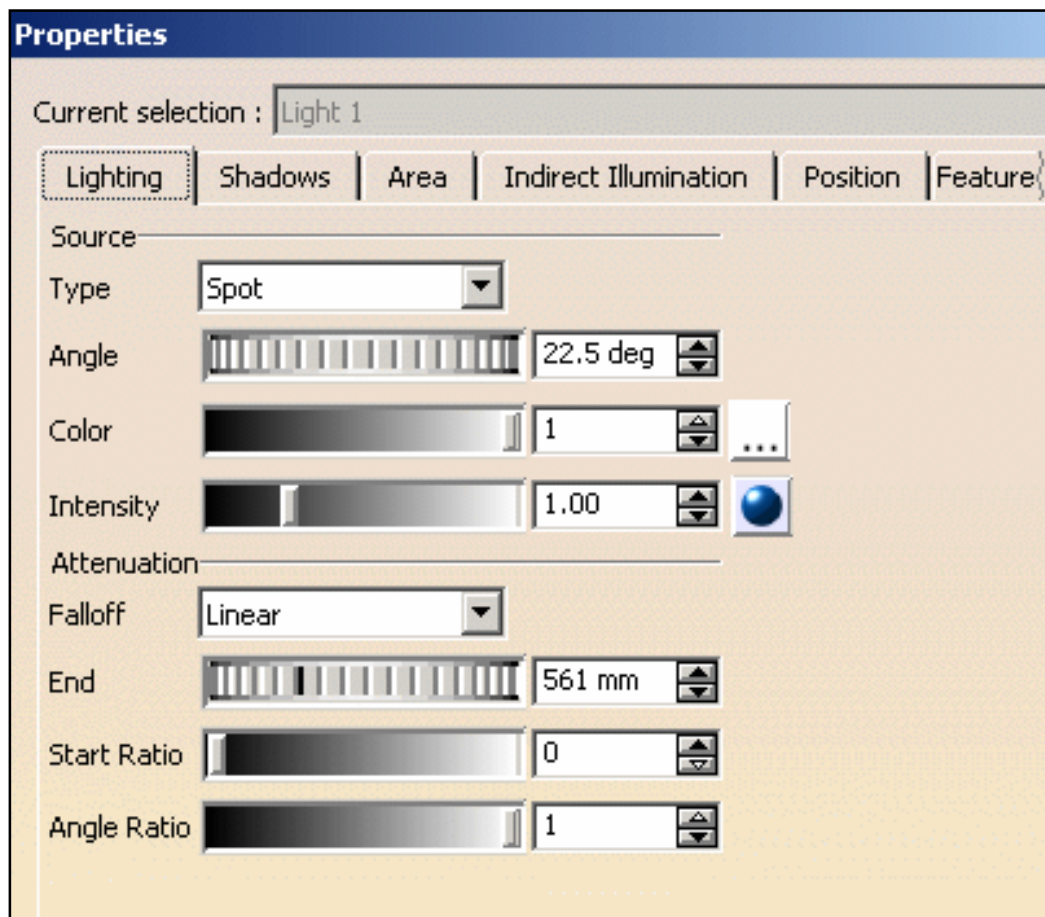 Properties
Current selection : Light 1
Lighting Shadows Area Indirect Illumination Position Feature
Source
Type Spot
Angle 22.5 deg
Color 1 ...
Intensity 1.00
Attenuation
Falloff Linear
End 561 mm
Start Ratio 0
Angle Ratio 1